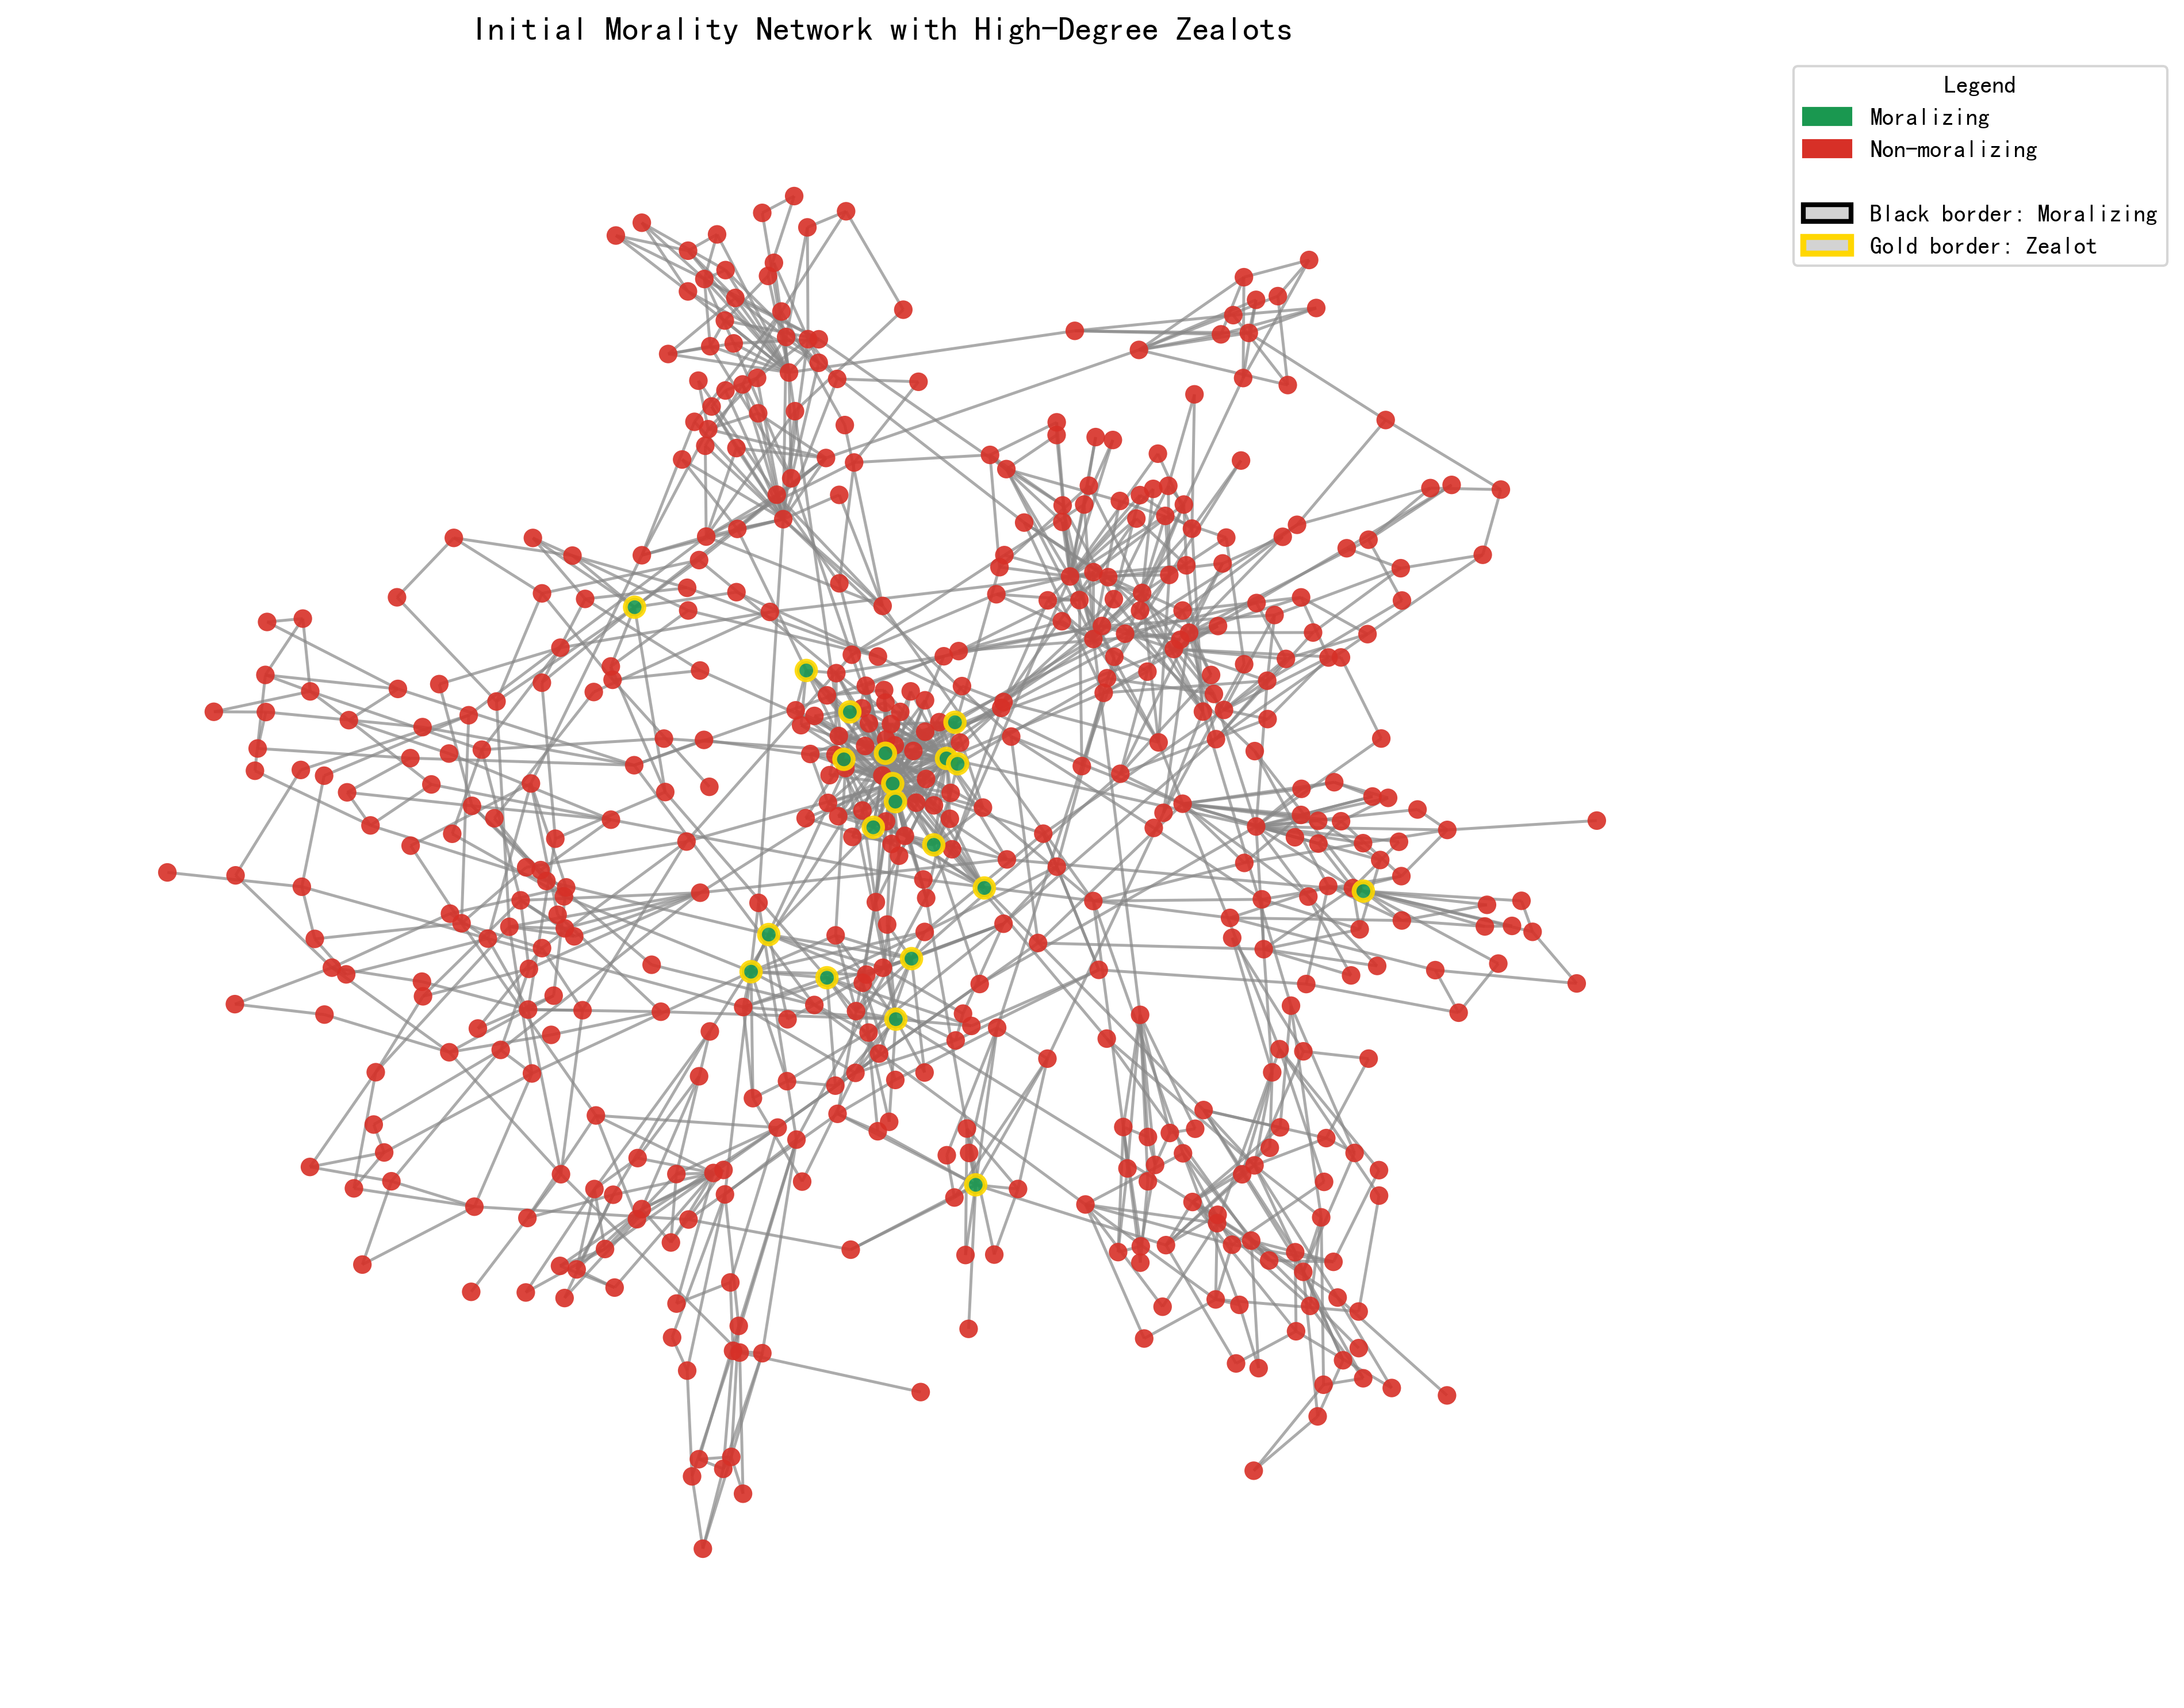 Initial Morality Network with High-Degree Zealots
Legend
Moralizing
Non-moralizing
Black border: Moralizing
Gold border: Zealot